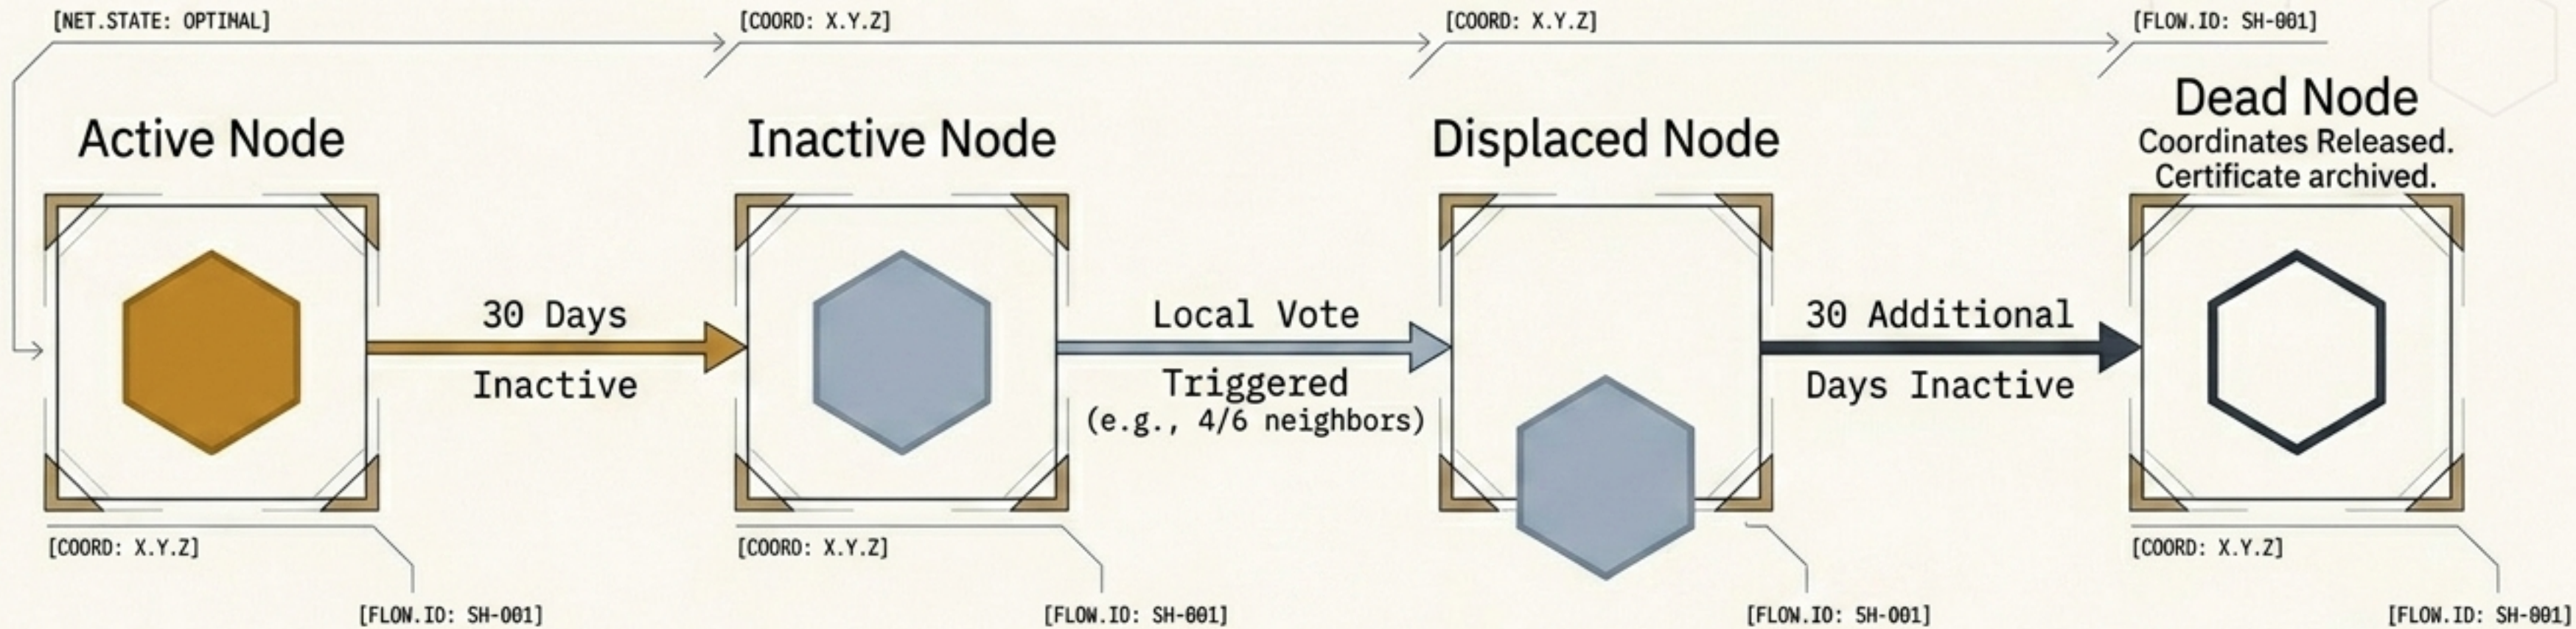 [NET.STATE: OPTIMAL]
[COORD: X.Y.Z]
[COORD: X.Y.Z]
[FLOW.ID: SH-001]
Active Node
Inactive Node
Displaced Node
Dead Node
Coordinates Released.
Certificate archived.
30 Days
Inactive
Local Vote
Triggered
(e.g., 4/6 neighbors)
30 Additional
Days Inactive
[COORD: X.Y.Z]
[COORD: X.Y.Z]
[COORD: X.Y.Z]
[FLOW.ID: SH-001]
[FLOW.ID: SH-001]
[FLOW.ID: SH-001]
[FLOW.ID: SH-001]